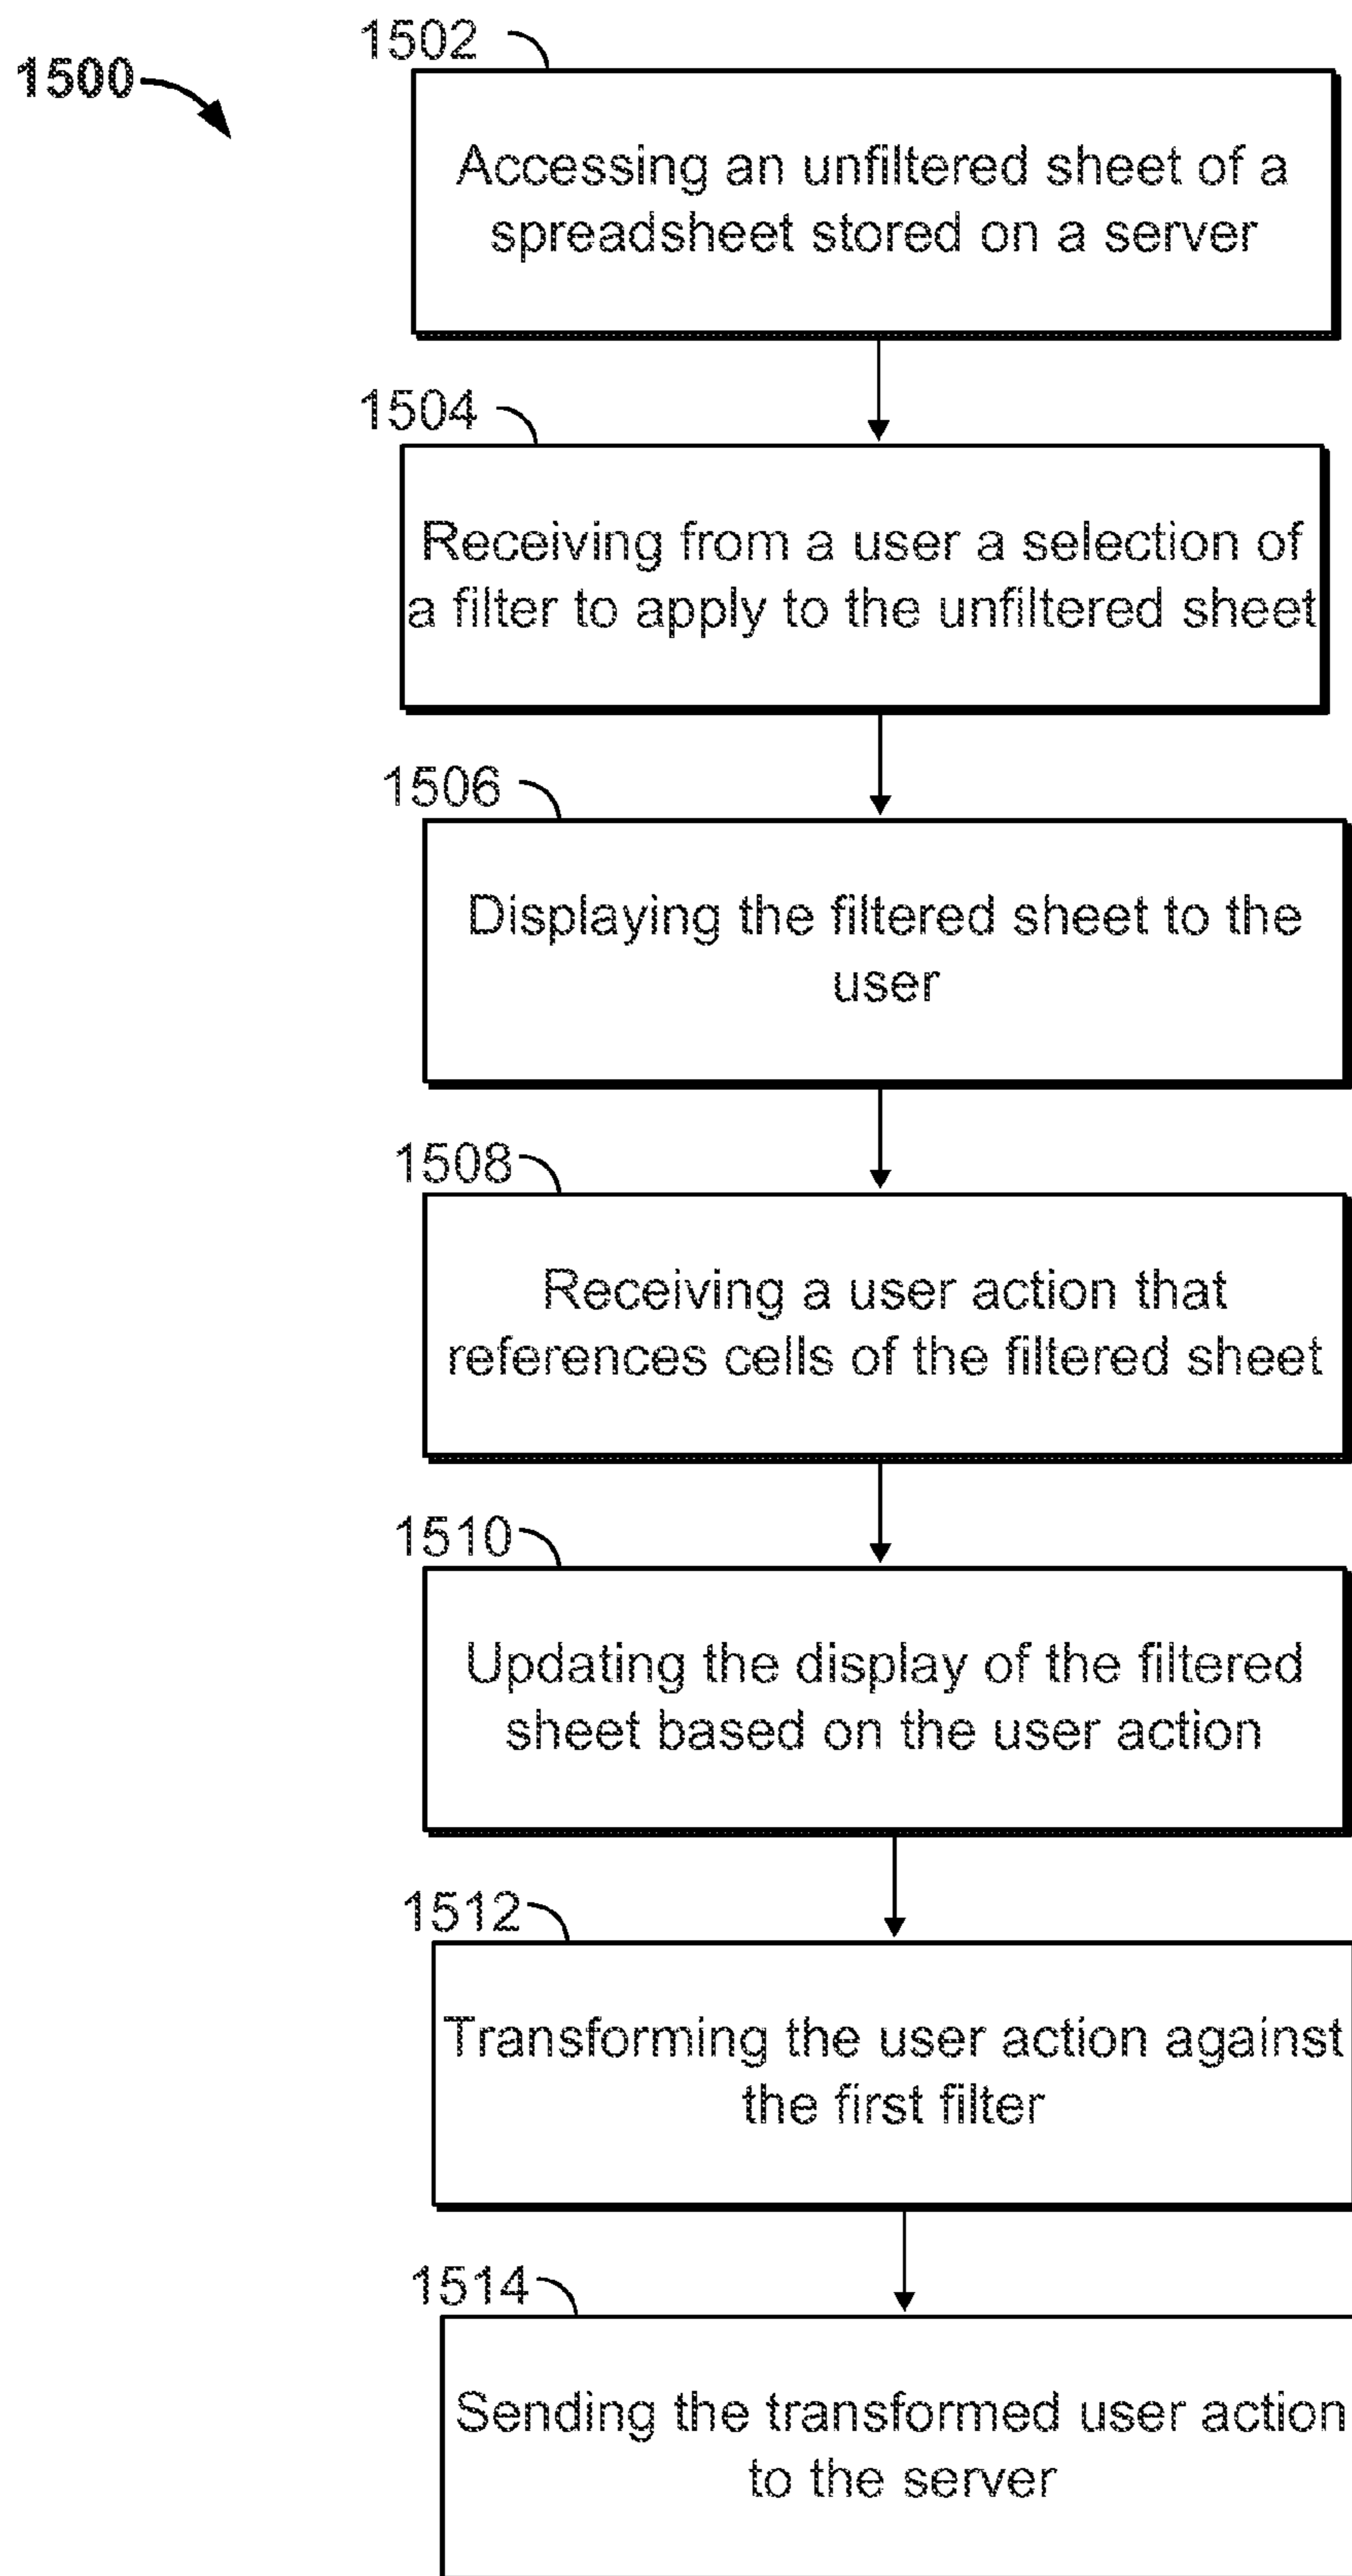 1500
1502
Accessing an unfiltered sheet of a
spreadsheet stored on a server
1504
Receiving from a user a selection of
a filter to apply to the unfiltered sheet
1506
Displaying the filtered sheet to the
user
1508
Receiving a user action that
references cells of the filtered sheet
1510
Updating the display of the filtered
sheet based on the user action
1512
Transforming the user action against
the first filter
1514
Sending the transformed user action
to the server